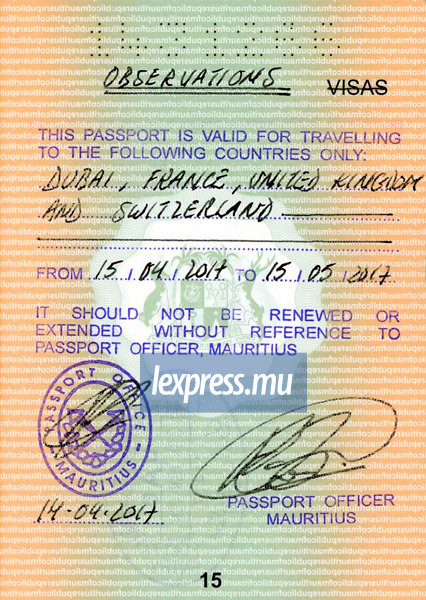 OBSERVATIONS
VISAS
THIS PASSPORT IS VALID FOR TRAVELLING
TO THE FOLLOWING COUNTRIES ONLY:
DUBAI, FRANCE, UNITED KINGDOM
AND SWITZERLAND
FROM 15/04/2017 TO 15/05/2017
IT SHOULD NOT BE RENEWED OR
EXTENDED WITHOUT REFERENCE TO
PASSPORT OFFICER, MAURITIUS
lexpress.mu
PASSPORT OFFICE
MAURITIUS
14-04-2017
PASSPORT OFFICER
MAURITIUS
15